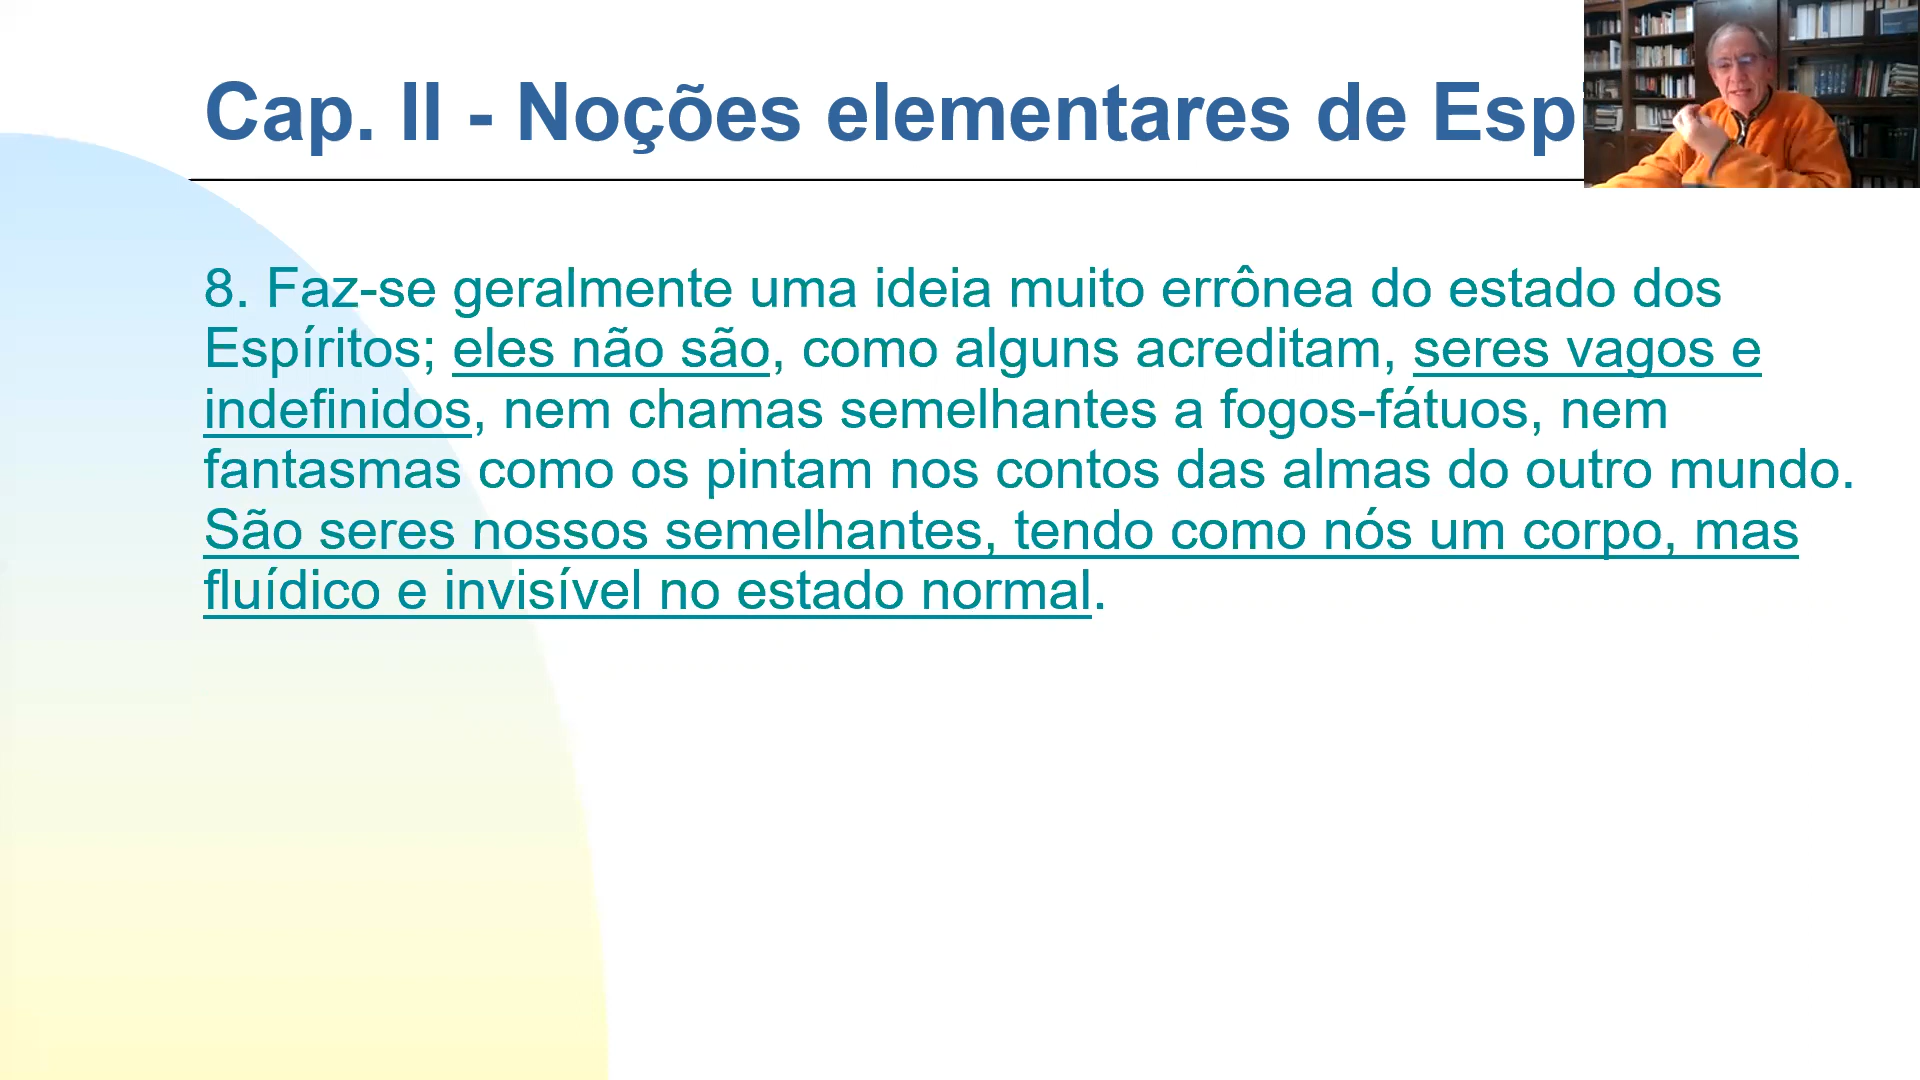 Cap. II - Noções elementares de Esp
8. Faz-se geralmente uma ideia muito errônea do estado dos
Espíritos; eles não são, como alguns acreditam, seres vagos e
indefinidos, nem chamas semelhantes a fogos-fátuos, nem
fantasmas como os pintam nos contos das almas do outro mundo.
São seres nossos semelhantes, tendo como nós um corpo, mas
fluídico e invisível no estado normal.